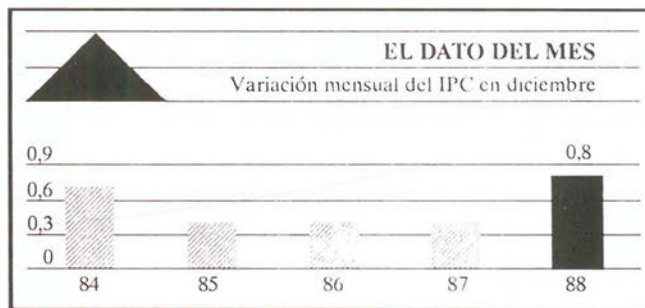 EL DATO DEL MES
Variación mensual del IPC en diciembre
0,9
0,8
0,6
0,3
0
84 85 86 87 88